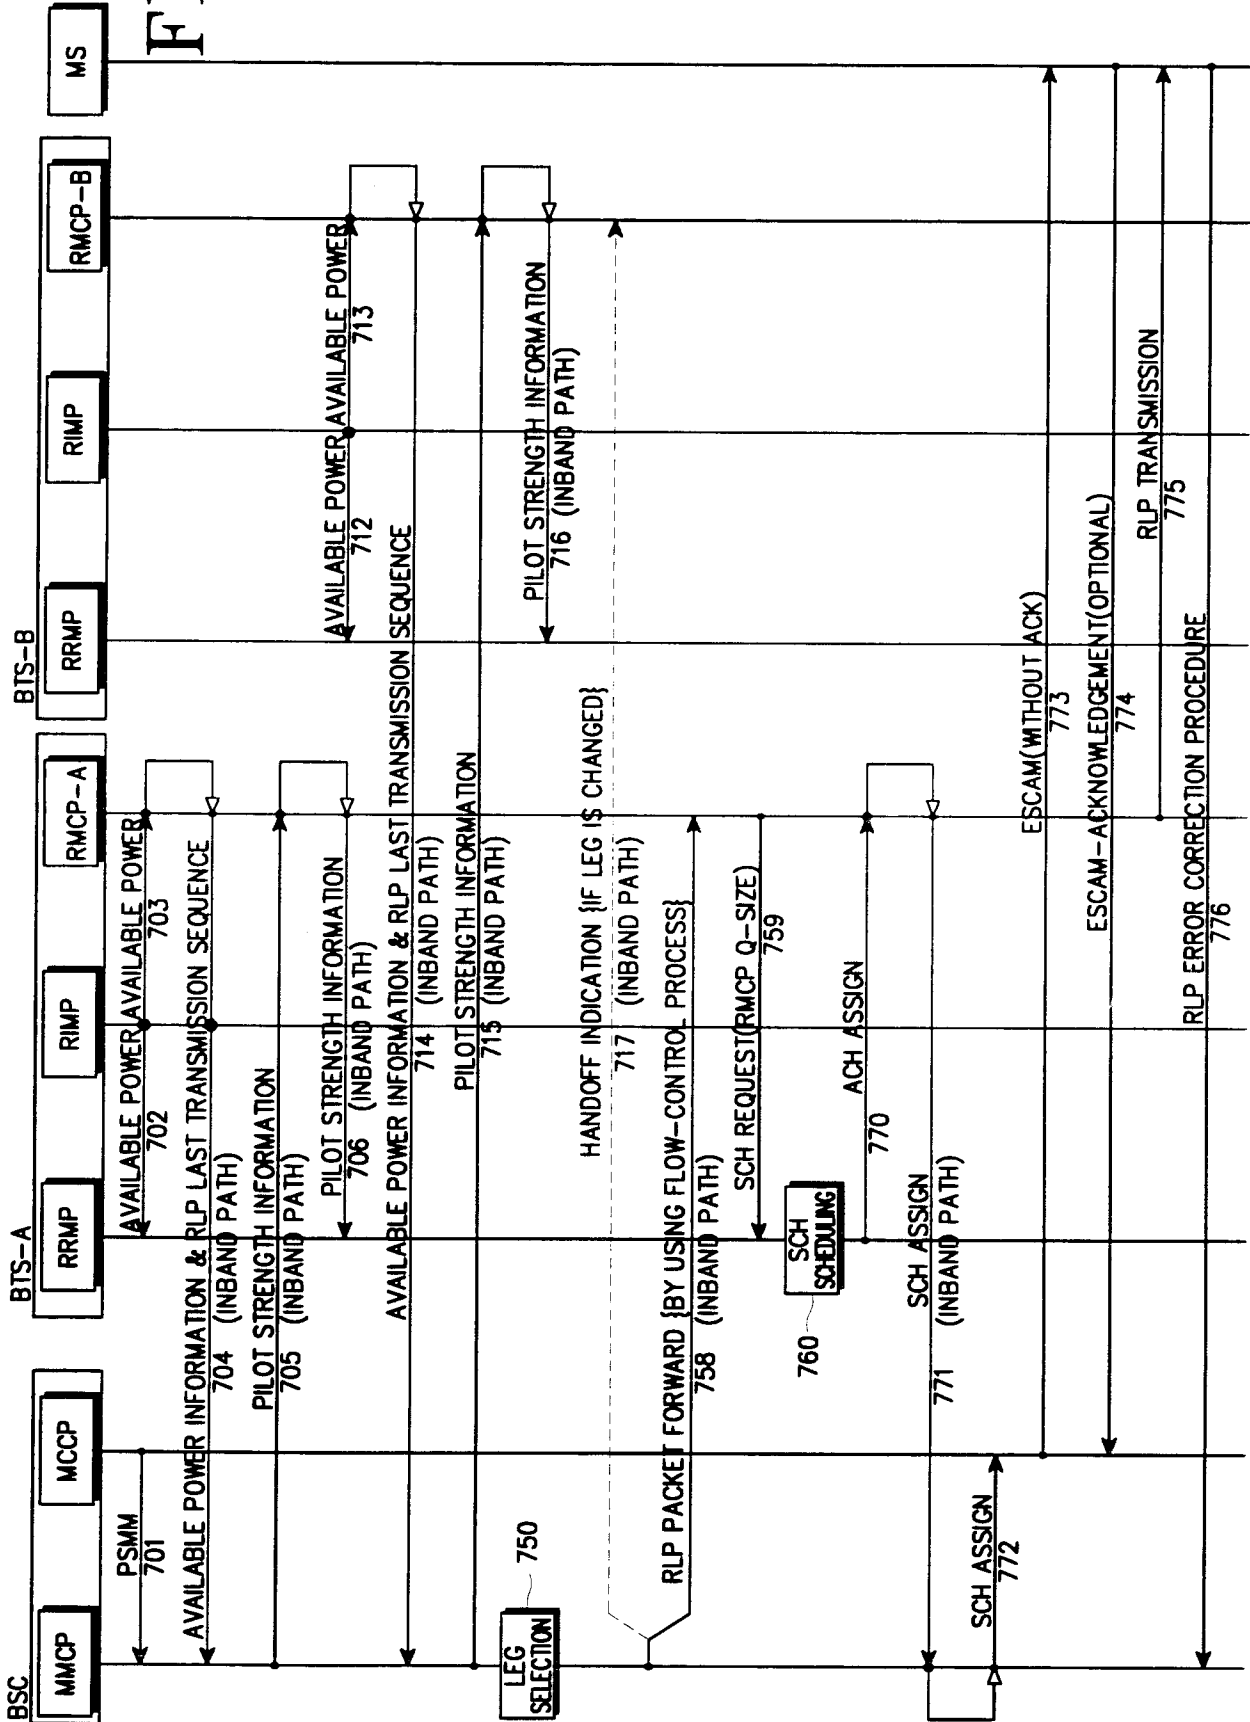 F
BSC
MMCP
MCCP
BTS-A
RRMP
RIMP
RMCP-A
BTS-B
RRMP
RIMP
RMCP-B
MS
PSMM
701
AVAILABLE POWER
702
AVAILABLE POWER
703
AVAILABLE POWER INFORMATION & RLP LAST TRANSMISSION SEQUENCE
704 (INBAND PATH)
PILOT STRENGTH INFORMATION
705 (INBAND PATH)
PILOT STRENGTH INFORMATION
706 (INBAND PATH)
AVAILABLE POWER
712
AVAILABLE POWER
713
AVAILABLE POWER INFORMATION & RLP LAST TRANSMISSION SEQUENCE
714 (INBAND PATH)
PILOT STRENGTH INFORMATION
715 (INBAND PATH)
PILOT STRENGTH INFORMATION
716 (INBAND PATH)
LEG
SELECTION
750
HANDOFF INDICATION {IF LEG IS CHANGED}
717 (INBAND PATH)
RLP PACKET FORWARD {BY USING FLOW-CONTROL PROCESS}
758 (INBAND PATH)
SCH REQUEST(RMCP Q-SIZE)
759
SCH
SCHEDULING
760
ACH ASSIGN
770
SCH ASSIGN
771 (INBAND PATH)
SCH ASSIGN
772
ESCAM(WITHOUT ACK)
773
ESCAM-ACKNOWLEDGEMENT(OPTIONAL)
774
RLP TRANSMISSION
775
RLP ERROR CORRECTION PROCEDURE
776